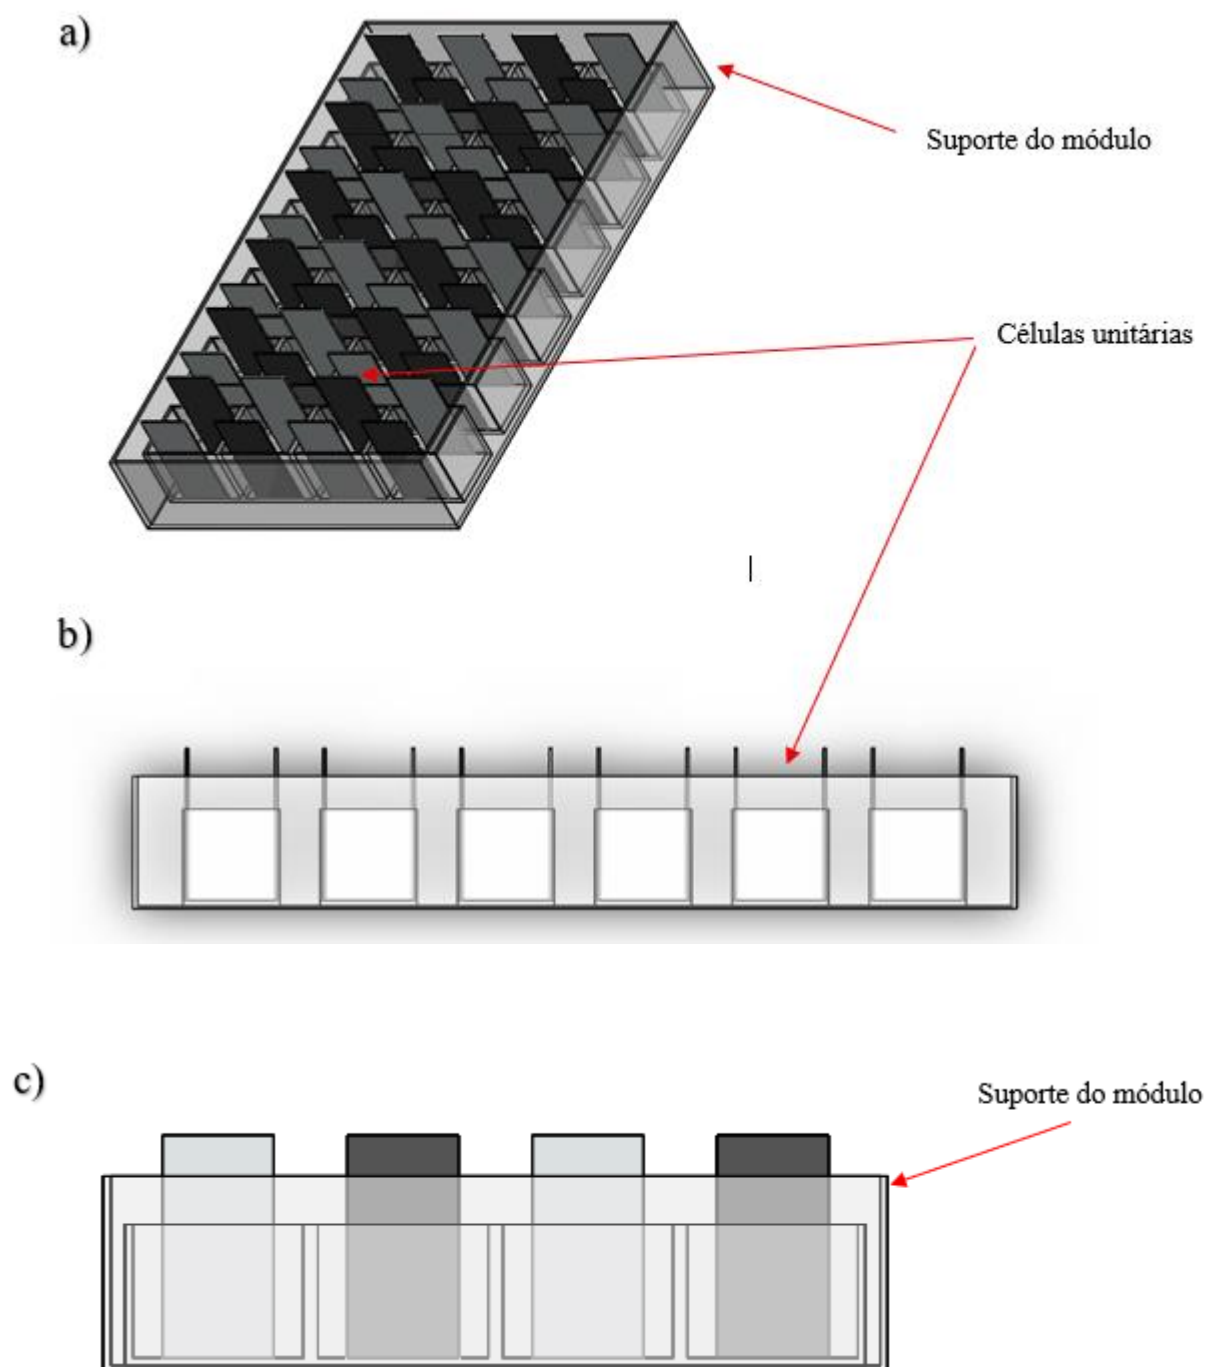 a)
Suporte do módulo
Células unitárias
b)
c)
Suporte do módulo